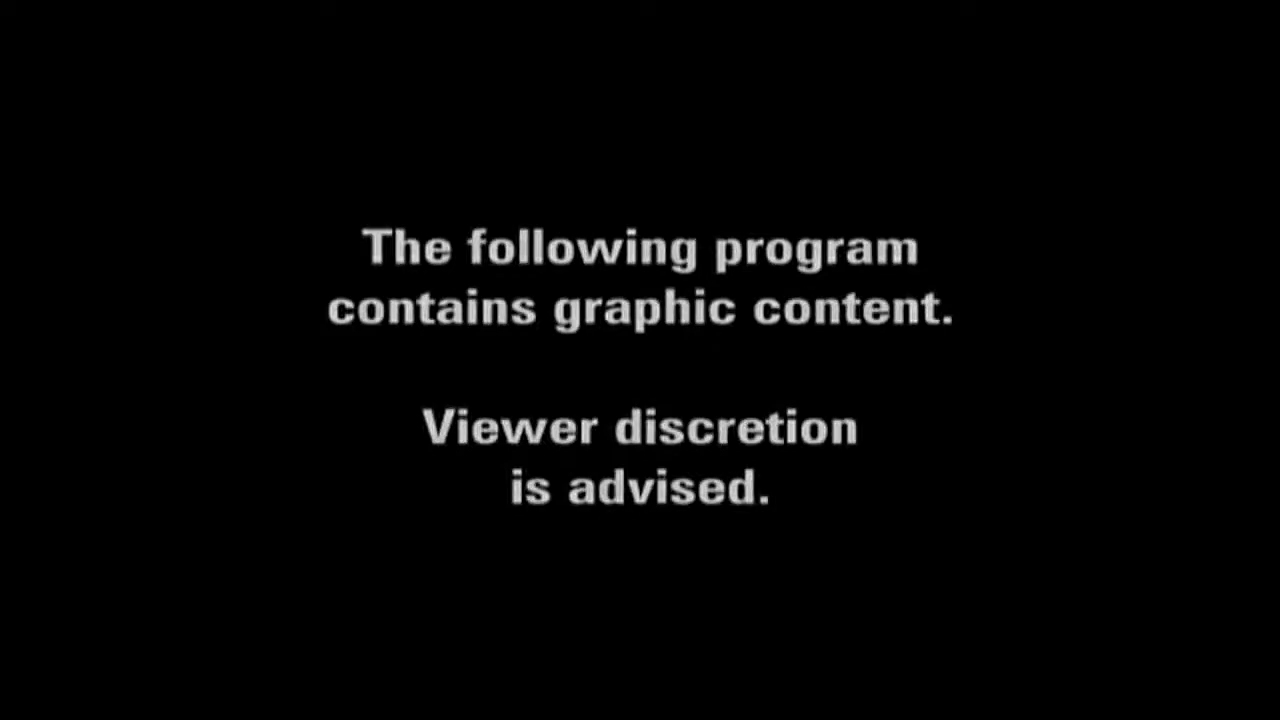 The following program
contains graphic content.
Viewer discretion
is advised.